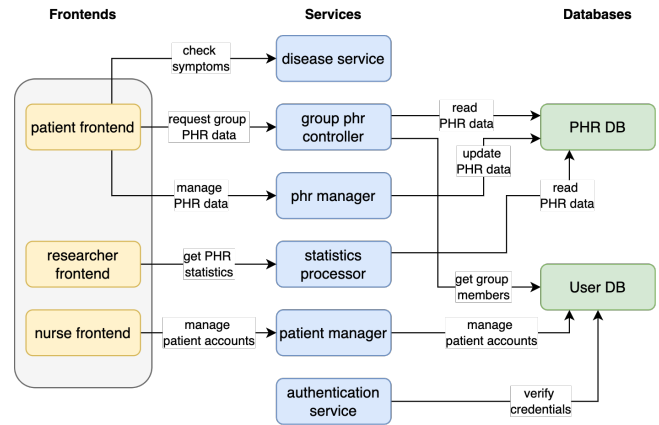 Frontends
Services
Databases
check
symptoms
disease service
patient frontend
request group
PHR data
group phr
controller
read
PHR data
PHR DB
update
PHR data
manage
PHR data
phr manager
read
PHR data
researcher
frontend
get PHR
statistics
statistics
processor
get group
members
User DB
nurse frontend
manage
patient accounts
patient manager
manage
patient accounts
authentication
service
verify
credentials